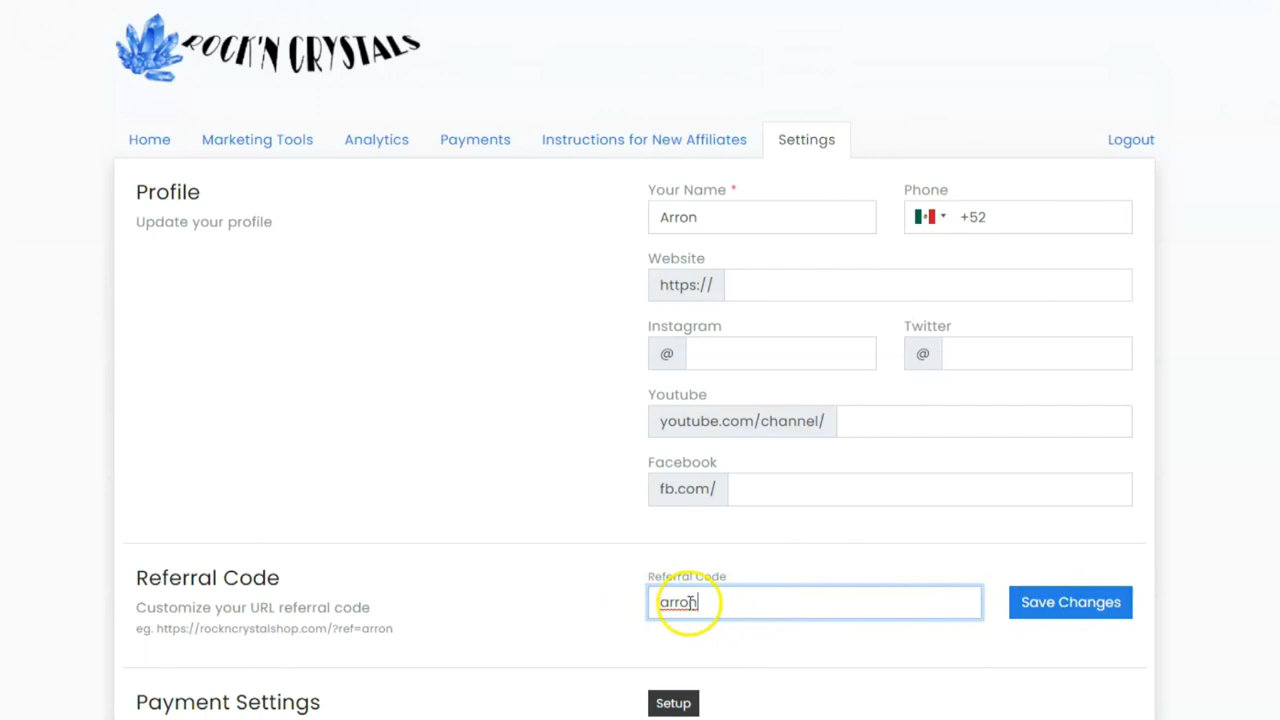 ROCK'N CRYSTALS
Home Marketing Tools Analytics Payments Instructions for New Affiliates Settings Logout
Profile
Update your profile
Your Name * Phone
Arron +52
Website
https://
Instagram Twitter
@ @
Youtube
youtube.com/channel/
Facebook
fb.com/
Referral Code
Customize your URL referral code
eg. https://rockncrystalshop.com/?ref=arron
Referral Code
arron
Save Changes
Payment Settings
Setup